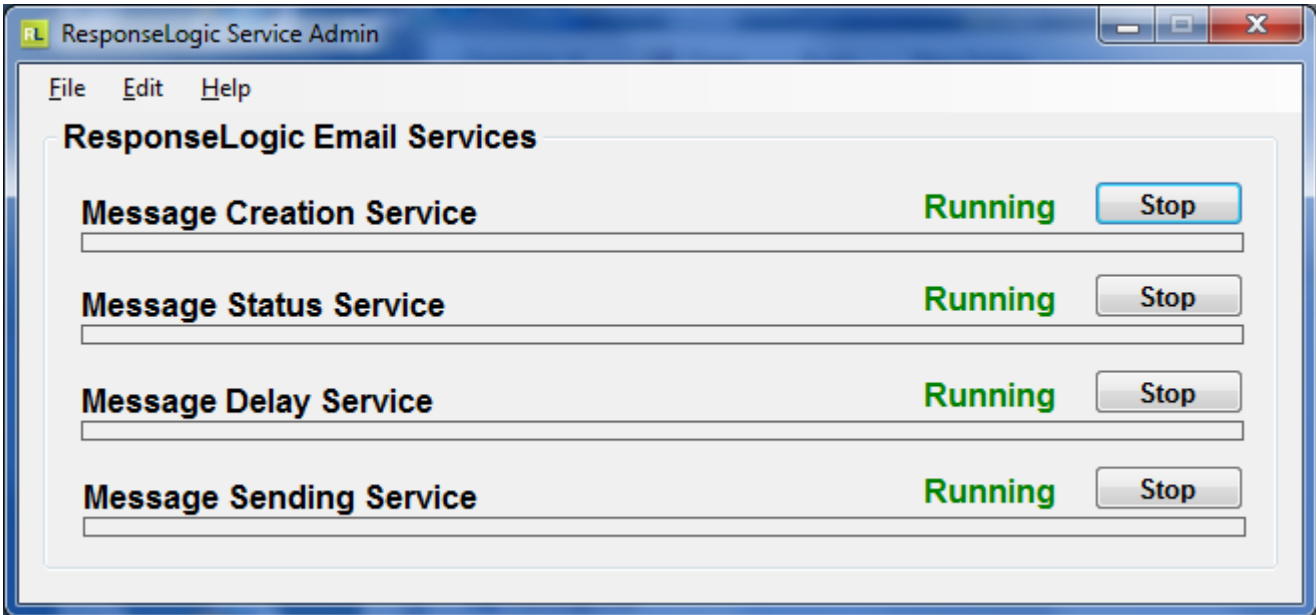 RL ResponseLogic Service Admin
File Edit Help
ResponseLogic Email Services
Message Creation Service Running Stop
Message Status Service Running Stop
Message Delay Service Running Stop
Message Sending Service Running Stop